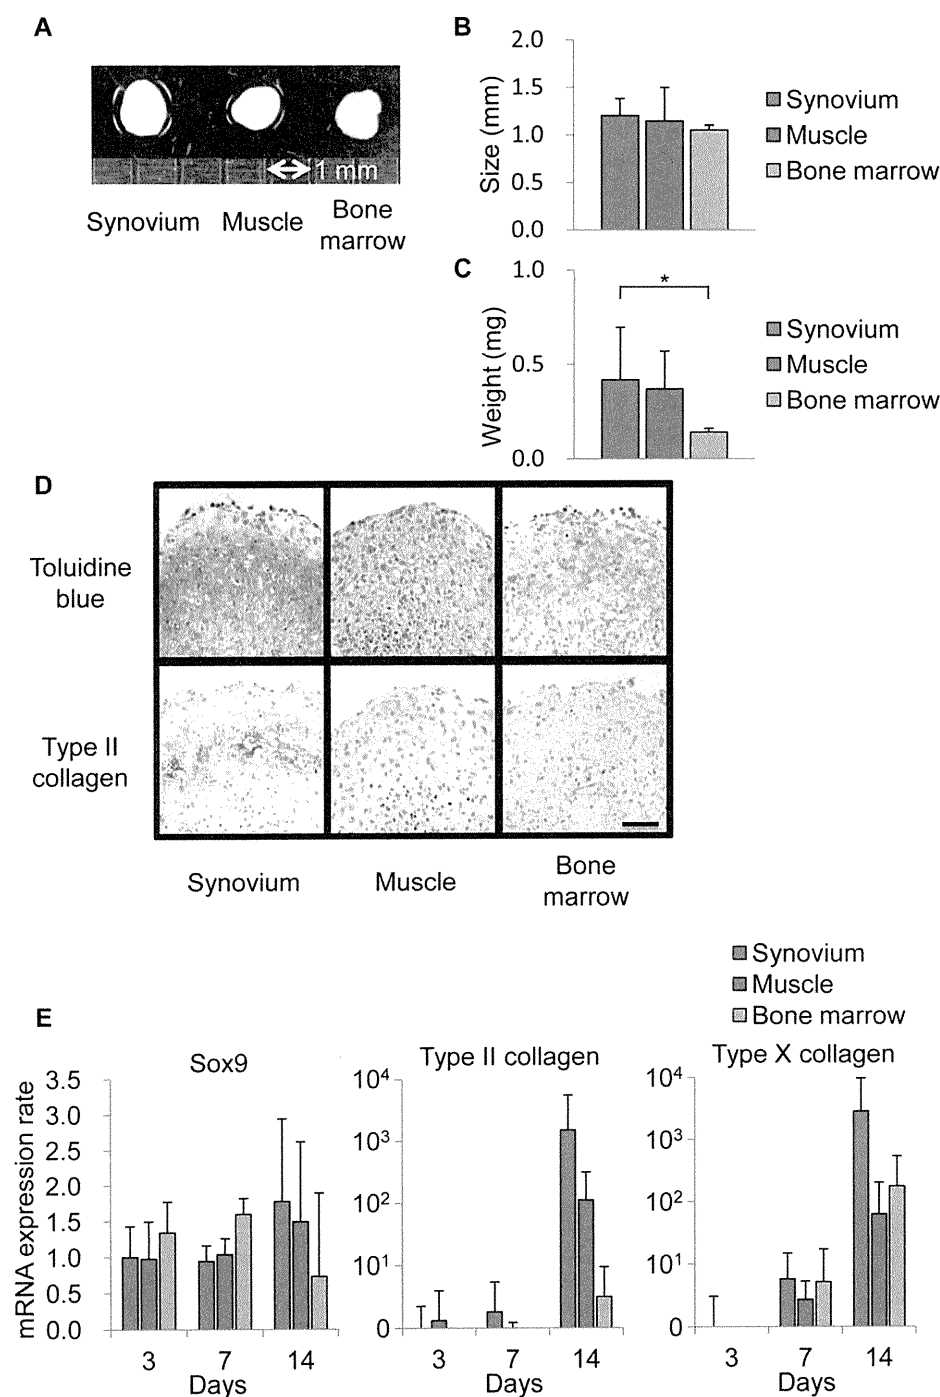 A
1 mm
Synovium
Muscle
Bone
marrow
B
2.0
1.5
1.0
0.5
0.0
Size (mm)
Synovium
Muscle
Bone marrow
C
1.0
0.5
0.0
Weight (mg)
*
Synovium
Muscle
Bone marrow
D
Toluidine
blue
Type II
collagen
Synovium
Muscle
Bone
marrow
Synovium
Muscle
Bone marrow
E
Sox9
mRNA expression rate
3.5
3.0
2.5
2.0
1.5
1.0
0.5
0.0
3 7 14
Days
Type II collagen
10⁴
10³
10²
10¹
0
3 7 14
Days
Type X collagen
10⁴
10³
10²
10¹
0
3 7 14
Days